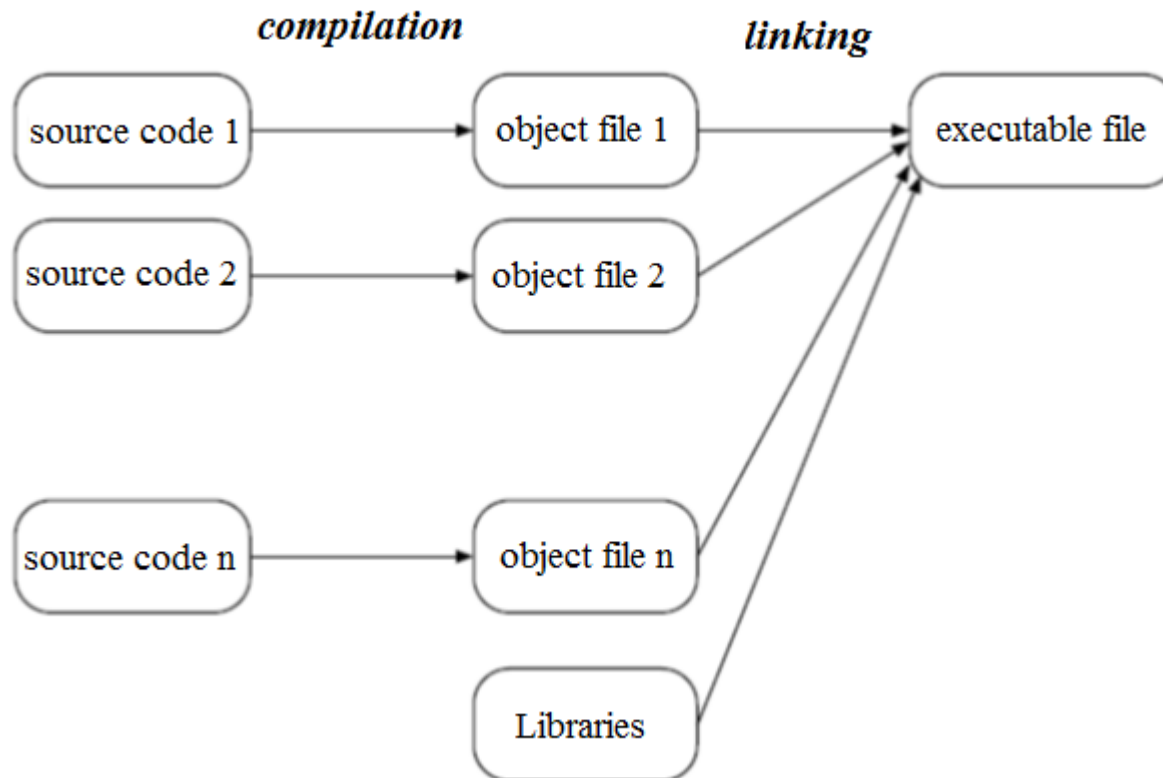 compilation
linking
source code 1
object file 1
executable file
source code 2
object file 2
source code n
object file n
Libraries